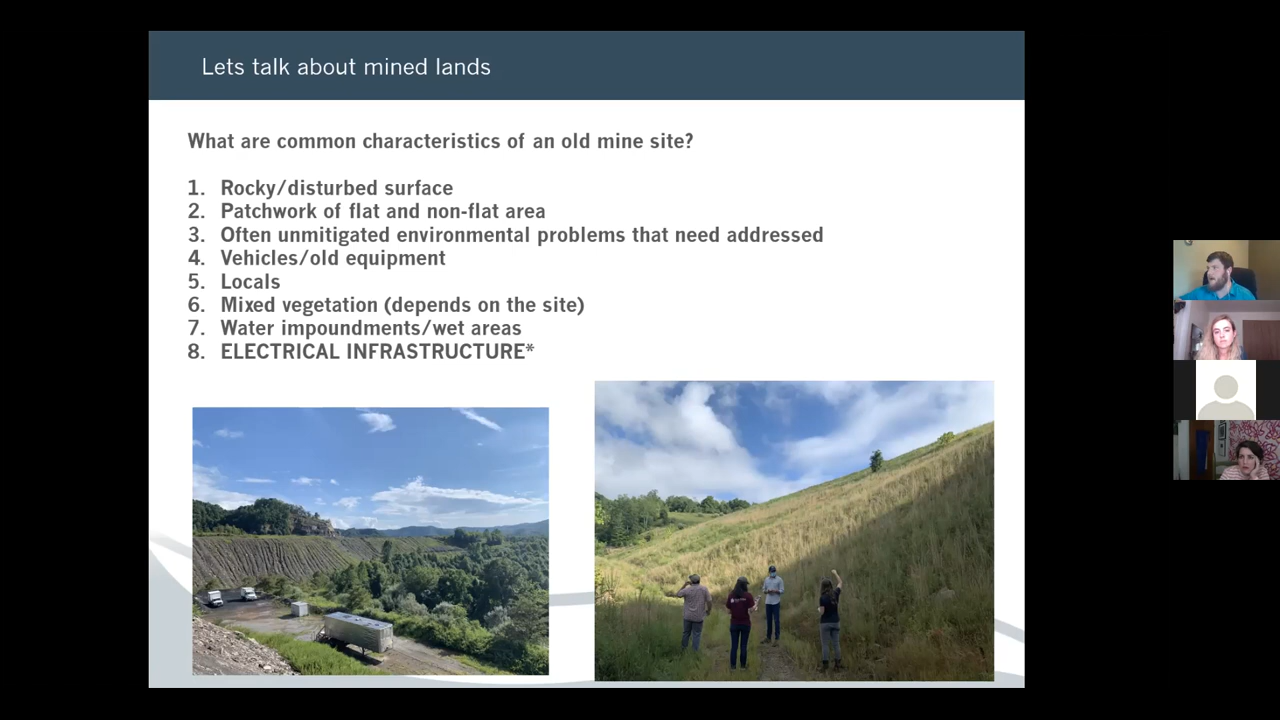 Lets talk about mined lands
What are common characteristics of an old mine site?
1. Rocky/disturbed surface
2. Patchwork of flat and non-flat area
3. Often unmitigated environmental problems that need addressed
4. Vehicles/old equipment
5. Locals
6. Mixed vegetation (depends on the site)
7. Water impoundments/wet areas
8. ELECTRICAL INFRASTRUCTURE*